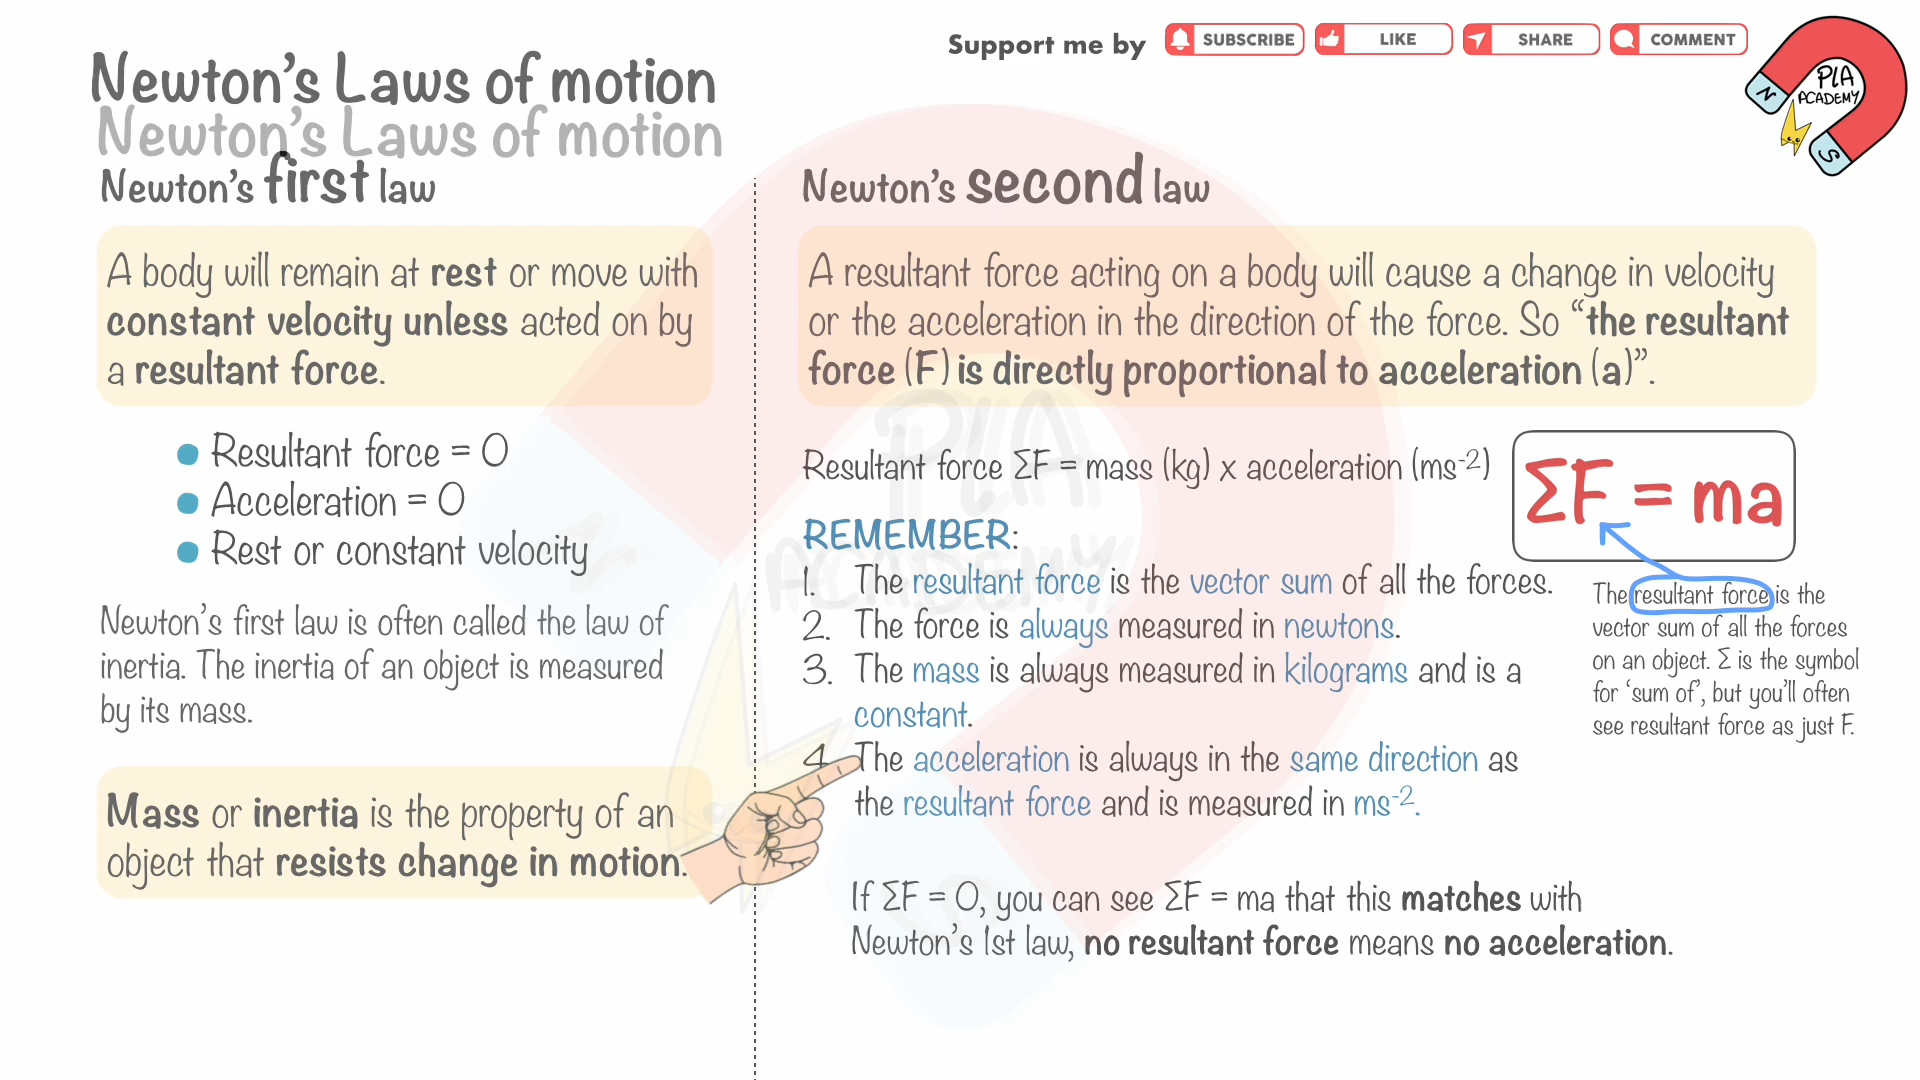 Support me by
SUBSCRIBE
LIKE
SHARE
COMMENT
PLA
ACADEMY
N
S
Newton's Laws of motion
Newton's Laws of motion
Newton's first law
A body will remain at rest or move with
constant velocity unless acted on by
a resultant force.
Resultant force = 0
Acceleration = 0
Rest or constant velocity
Newton's first law is often called the law of
inertia. The inertia of an object is measured
by its mass.
Mass or inertia is the property of an
object that resists change in motion.
Newton's second law
A resultant force acting on a body will cause a change in velocity
or the acceleration in the direction of the force. So “the resultant
force (F) is directly proportional to acceleration (a)”.
Resultant force ΣF = mass (kg) x acceleration (ms⁻²)
ΣF = ma
REMEMBER:
1. The resultant force is the vector sum of all the forces.
2. The force is always measured in newtons.
3. The mass is always measured in kilograms and is a
constant.
4. The acceleration is always in the same direction as
the resultant force and is measured in ms⁻².
The resultant force is the
vector sum of all the forces
on an object. Σ is the symbol
for ‘sum of’, but you'll often
see resultant force as just F.
If ΣF = 0, you can see ΣF = ma that this matches with
Newton's 1st law, no resultant force means no acceleration.
PLA
ACADEMY